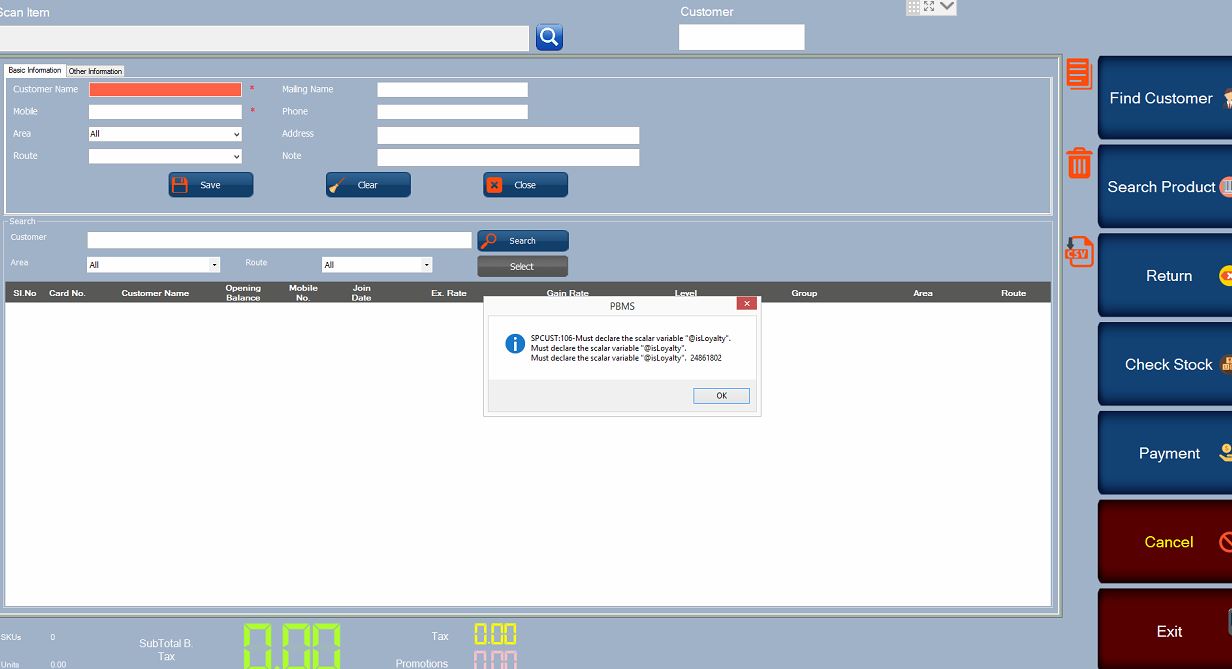 Scan Item
Customer
Basic Information
Other Information
Customer Name *
Mailing Name
Mobile *
Phone
Area
All
Address
Route
Note
Save
Clear
Close
Search
Customer
Search
Area
All
Route
All
Select
Sl.No
Card No.
Customer Name
Opening
Balance
Mobile
No.
Join
Date
Ex. Rate
Gain Rate
Level
Group
Area
Route
PBMS
SPCUST:106-Must declare the scalar variable "@isLoyalty".
Must declare the scalar variable "@isLoyalty".
Must declare the scalar variable "@isLoyalty". 24861802
OK
Find Customer
Search Product
CSV
Return
Check Stock
Payment
Cancel
Exit
SKUs 0
SubTotal B.
Tax
0.00
Tax
0.00
Units 0.00
Promotions
0.00